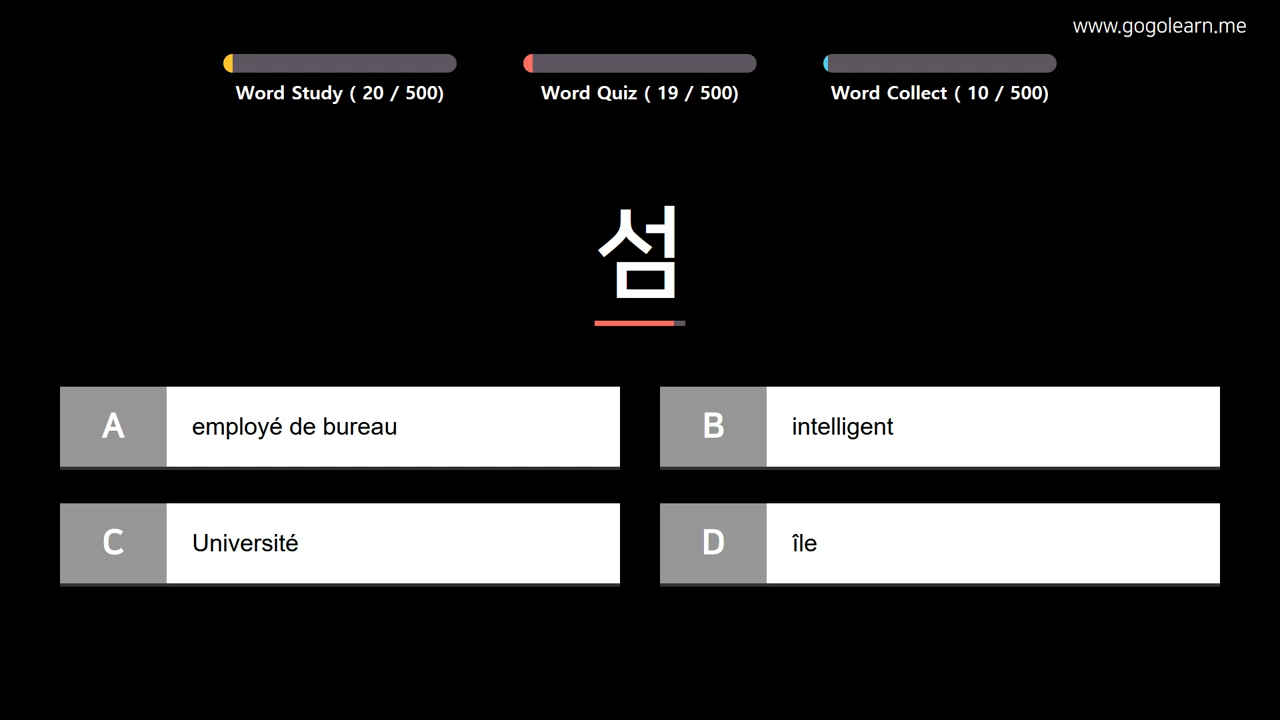 www.gogolearn.me
Word Study ( 20 / 500)
Word Quiz ( 19 / 500)
Word Collect ( 10 / 500)
섬
A employé de bureau
B intelligent
C Université
D île